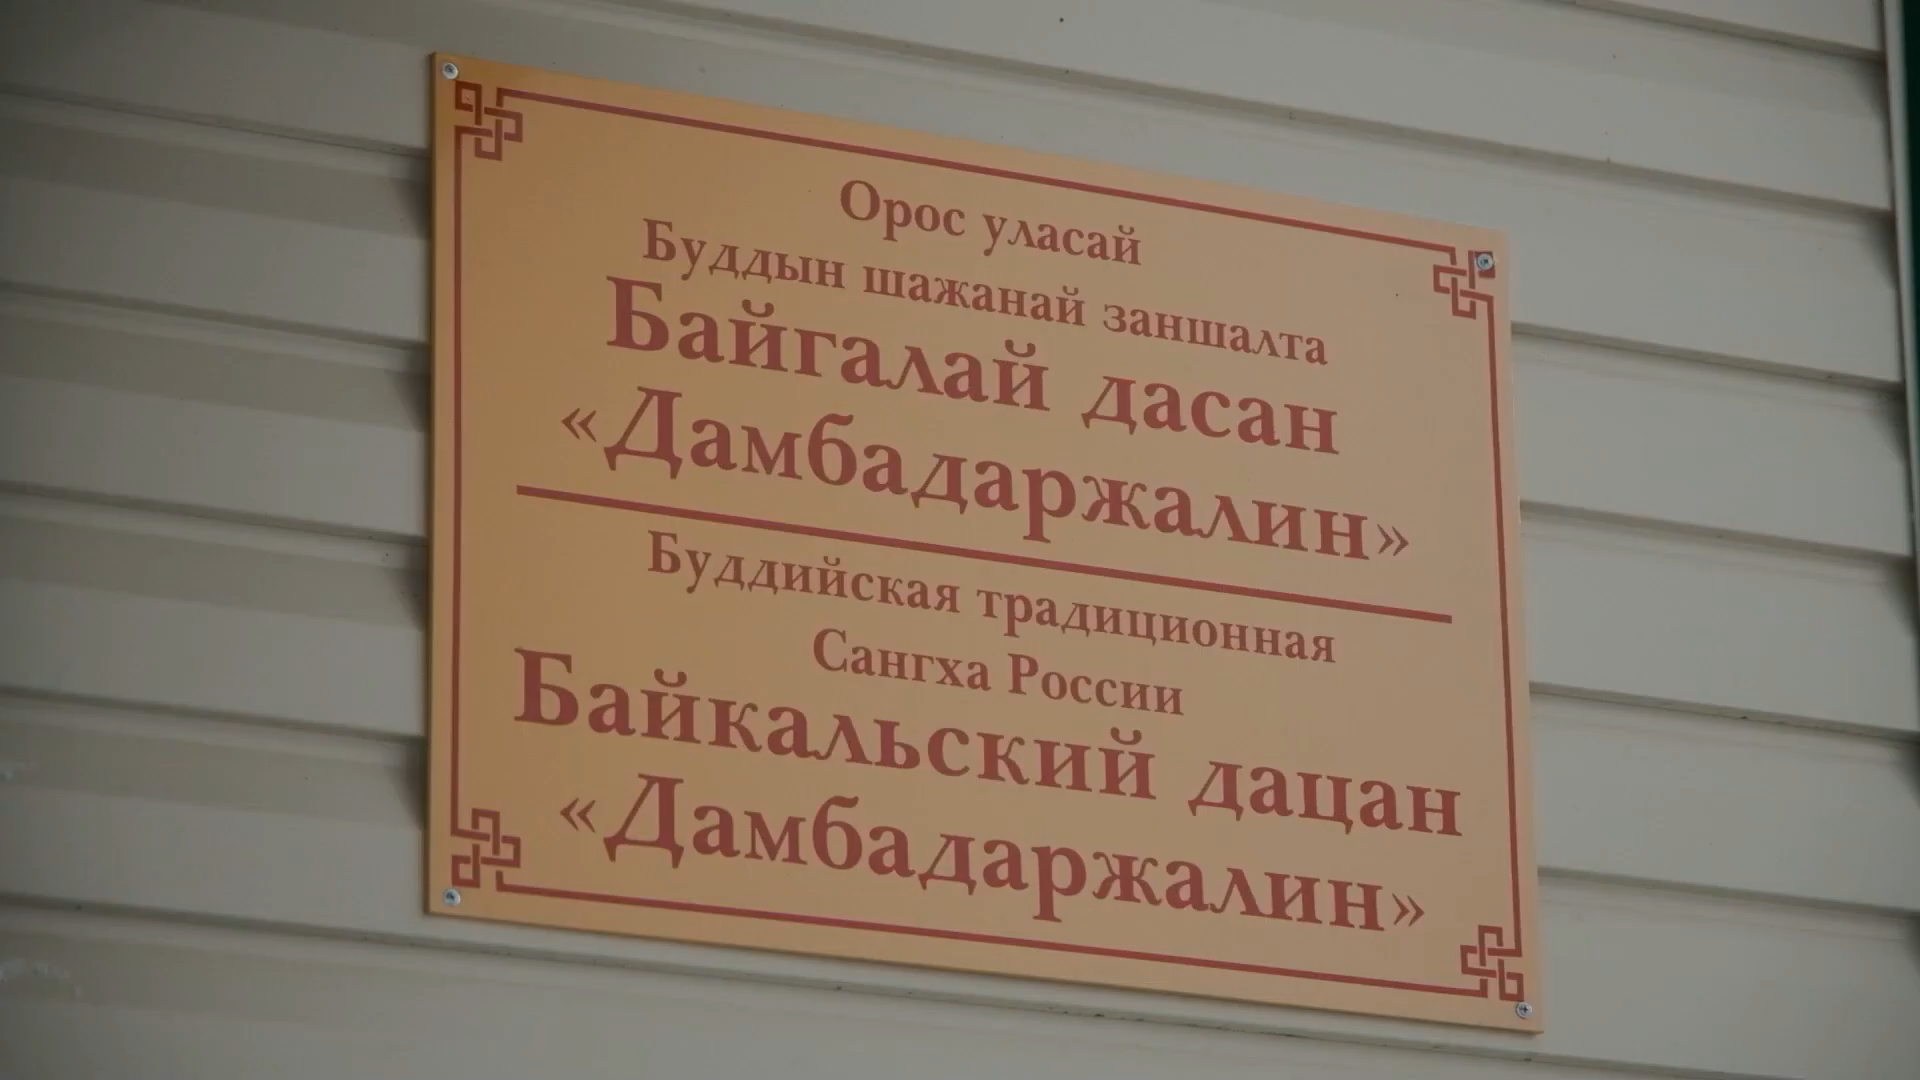 Орос уласай
Буддын шажанай заншалта
Байгалай дасан
«Дамбадаржалин»
Буддийская традиционная
Сангха России
Байкальский дацан
«Дамбадаржалин»